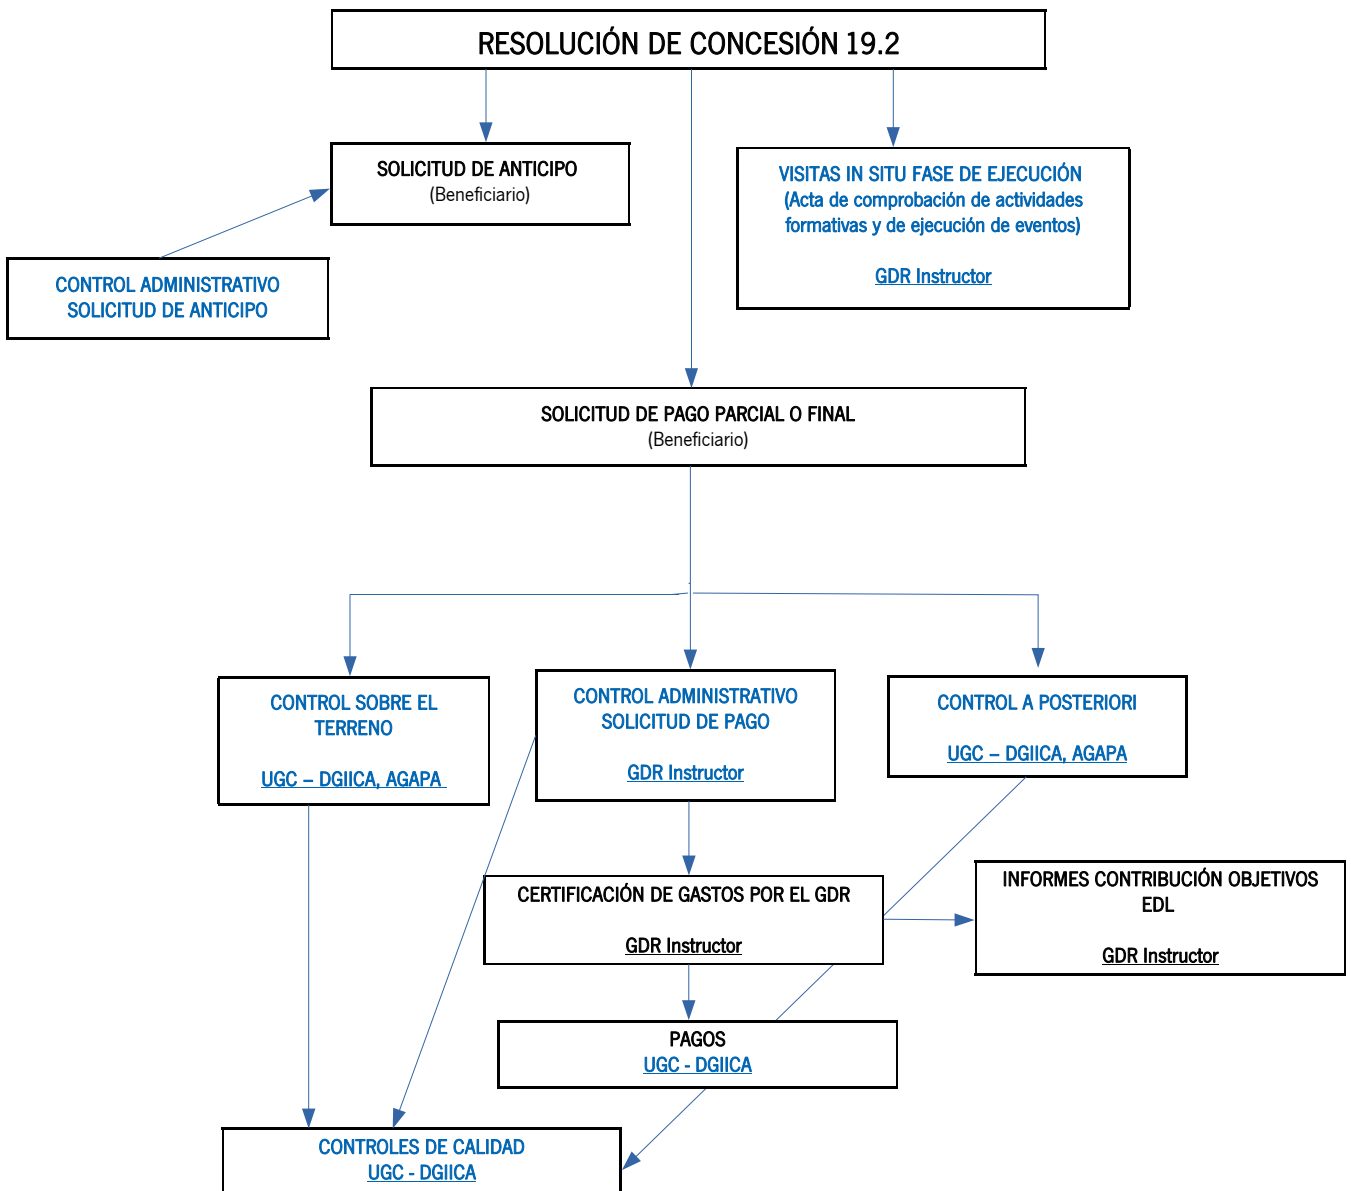 RESOLUCIÓN DE CONCESIÓN 19.2
SOLICITUD DE ANTICIPO
(Beneficiario)
VISITAS IN SITU FASE DE EJECUCIÓN
(Acta de comprobación de actividades
formativas y de ejecución de eventos)
GDR Instructor
CONTROL ADMINISTRATIVO
SOLICITUD DE ANTICIPO
SOLICITUD DE PAGO PARCIAL O FINAL
(Beneficiario)
CONTROL SOBRE EL
TERRENO
UGC – DGIICA, AGAPA
CONTROL ADMINISTRATIVO
SOLICITUD DE PAGO
GDR Instructor
CONTROL A POSTERIORI
UGC – DGIICA, AGAPA
CERTIFICACIÓN DE GASTOS POR EL GDR
GDR Instructor
INFORMES CONTRIBUCIÓN OBJETIVOS
EDL
GDR Instructor
PAGOS
UGC - DGIICA
CONTROLES DE CALIDAD
UGC - DGIICA